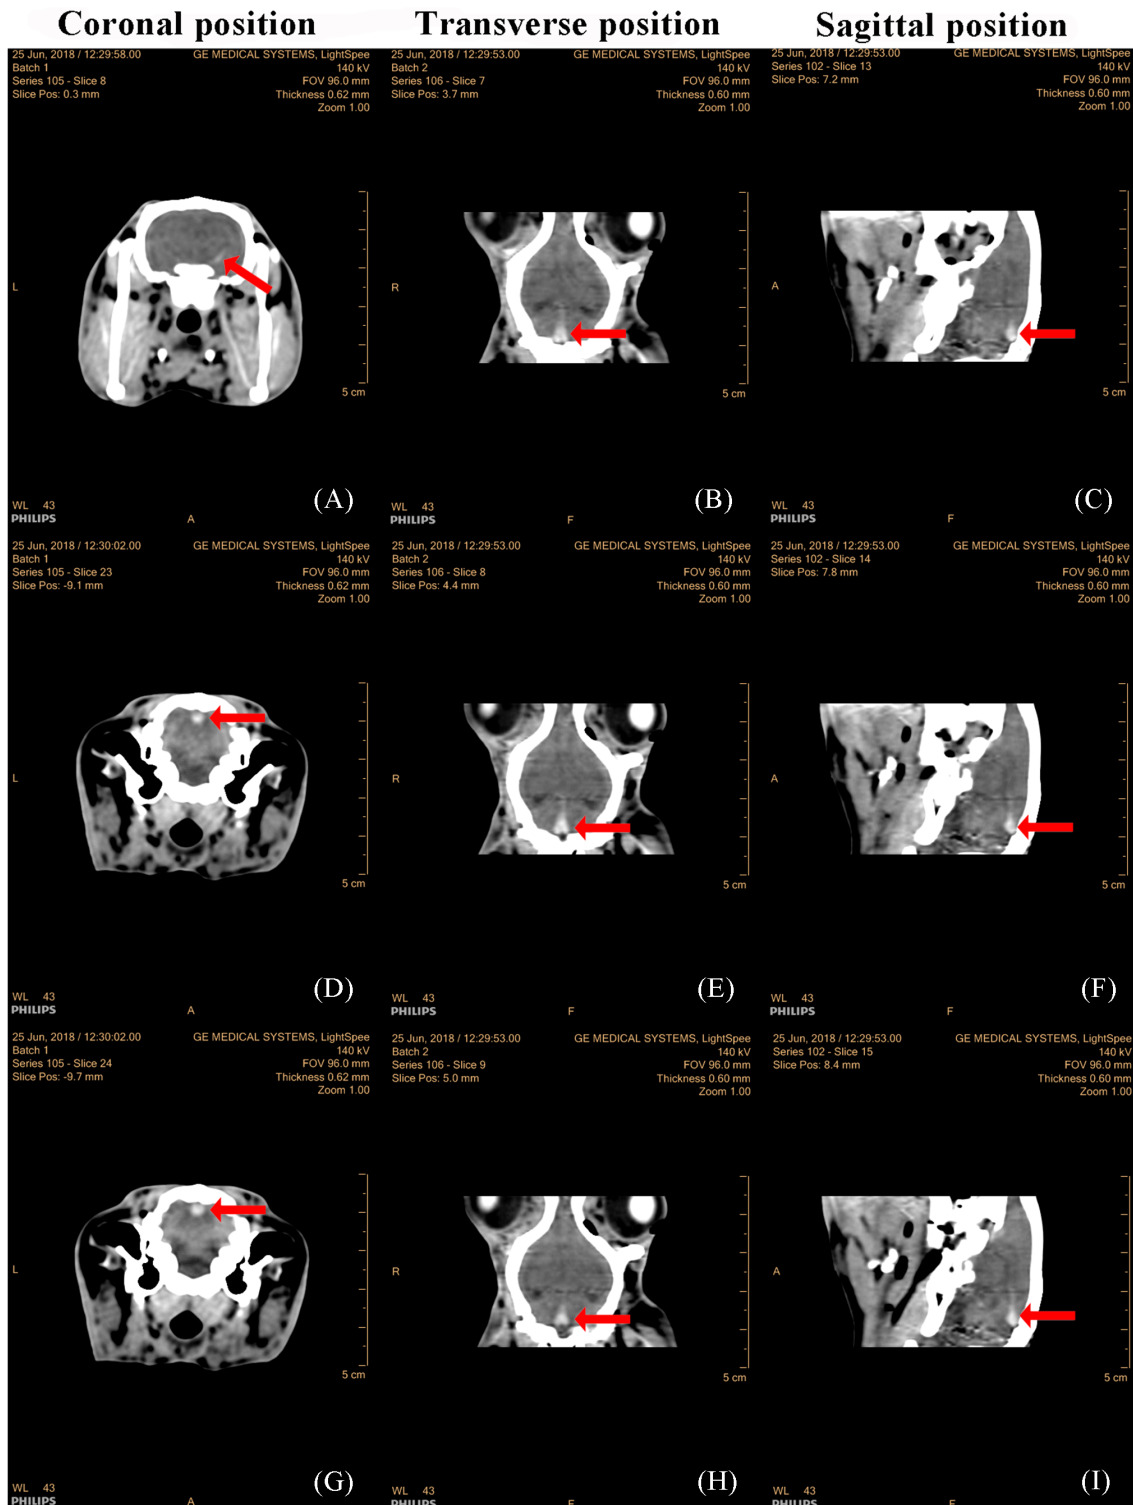 Coronal position
Transverse position
Sagittal position
25 Jun, 2018 / 12:29:58.00
GE MEDICAL SYSTEMS, LightSpee
Batch 1
140 kV
Series 105 - Slice 8
FOV 96.0 mm
Slice Pos: 0.3 mm
Thickness 0.62 mm
Zoom 1.00
L
5 cm
WL 43
PHILIPS
A
(A)
25 Jun, 2018 / 12:29:53.00
GE MEDICAL SYSTEMS, LightSpee
Batch 2
140 kV
Series 106 - Slice 7
FOV 96.0 mm
Slice Pos: 3.7 mm
Thickness 0.60 mm
Zoom 1.00
R
5 cm
WL 43
PHILIPS
F
(B)
25 Jun, 2018 / 12:29:53.00
GE MEDICAL SYSTEMS, LightSpee
Series 102 - Slice 13
140 kV
Slice Pos: 7.2 mm
FOV 96.0 mm
Thickness 0.60 mm
Zoom 1.00
A
5 cm
WL 43
PHILIPS
F
(C)
25 Jun, 2018 / 12:30:02.00
GE MEDICAL SYSTEMS, LightSpee
Batch 1
140 kV
Series 105 - Slice 23
FOV 96.0 mm
Slice Pos: -9.1 mm
Thickness 0.62 mm
Zoom 1.00
L
5 cm
WL 43
PHILIPS
A
(D)
25 Jun, 2018 / 12:29:53.00
GE MEDICAL SYSTEMS, LightSpee
Batch 2
140 kV
Series 106 - Slice 8
FOV 96.0 mm
Slice Pos: 4.4 mm
Thickness 0.60 mm
Zoom 1.00
R
5 cm
WL 43
PHILIPS
F
(E)
25 Jun, 2018 / 12:29:53.00
GE MEDICAL SYSTEMS, LightSpee
Series 102 - Slice 14
140 kV
Slice Pos: 7.8 mm
FOV 96.0 mm
Thickness 0.60 mm
Zoom 1.00
A
5 cm
WL 43
PHILIPS
F
(F)
25 Jun, 2018 / 12:30:02.00
GE MEDICAL SYSTEMS, LightSpee
Batch 1
140 kV
Series 105 - Slice 24
FOV 96.0 mm
Slice Pos: -9.7 mm
Thickness 0.62 mm
Zoom 1.00
L
5 cm
WL 43
PHILIPS
A
(G)
25 Jun, 2018 / 12:29:53.00
GE MEDICAL SYSTEMS, LightSpee
Batch 2
140 kV
Series 106 - Slice 9
FOV 96.0 mm
Slice Pos: 5.0 mm
Thickness 0.60 mm
Zoom 1.00
R
5 cm
WL 43
PHILIPS
F
(H)
25 Jun, 2018 / 12:29:53.00
GE MEDICAL SYSTEMS, LightSpee
Series 102 - Slice 15
140 kV
Slice Pos: 8.4 mm
FOV 96.0 mm
Thickness 0.60 mm
Zoom 1.00
A
5 cm
WL 43
PHILIPS
F
(I)